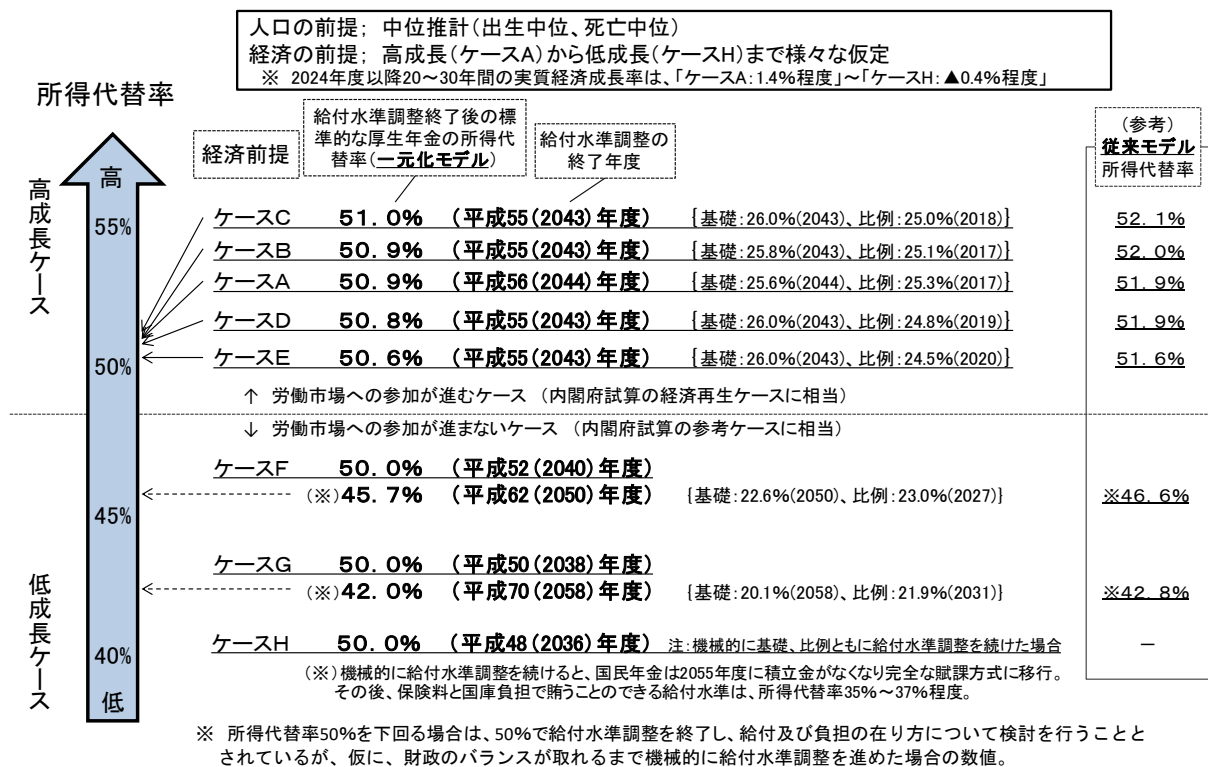 人口の前提; 中位推計(出生中位、死亡中位)
経済の前提; 高成長(ケースA)から低成長(ケースH)まで様々な仮定
※ 2024年度以降20~30年間の実質経済成長率は、「ケースA:1.4%程度」~「ケースH:▲0.4%程度」
所得代替率
経済前提
給付水準調整終了後の標
準的な厚生年金の所得代
替率(一元化モデル)
給付水準調整の
終了年度
(参考)
従来モデル
所得代替率
高
高成長ケース
55%
ケースC 51.0% (平成55(2043)年度) {基礎:26.0%(2043)、比例:25.0%(2018)} 52.1%
ケースB 50.9% (平成55(2043)年度) {基礎:25.8%(2043)、比例:25.1%(2017)} 52.0%
ケースA 50.9% (平成56(2044)年度) {基礎:25.6%(2044)、比例:25.3%(2017)} 51.9%
ケースD 50.8% (平成55(2043)年度) {基礎:26.0%(2043)、比例:24.8%(2019)} 51.9%
50%
ケースE 50.6% (平成55(2043)年度) {基礎:26.0%(2043)、比例:24.5%(2020)} 51.6%
↑ 労働市場への参加が進むケース (内閣府試算の経済再生ケースに相当)
↓ 労働市場への参加が進まないケース (内閣府試算の参考ケースに相当)
ケースF 50.0% (平成52(2040)年度)
(※)45.7% (平成62(2050)年度) {基礎:22.6%(2050)、比例:23.0%(2027)} ※46.6%
45%
ケースG 50.0% (平成50(2038)年度)
(※)42.0% (平成70(2058)年度) {基礎:20.1%(2058)、比例:21.9%(2031)} ※42.8%
低成長ケース
40%
ケースH 50.0% (平成48(2036)年度) 注:機械的に基礎、比例ともに給付水準調整を続けた場合 -
(※)機械的に給付水準調整を続けると、国民年金は2055年度に積立金がなくなり完全な賦課方式に移行。
その後、保険料と国庫負担で賄うことのできる給付水準は、所得代替率35%~37%程度。
低
※ 所得代替率50%を下回る場合は、50%で給付水準調整を終了し、給付及び負担の在り方について検討を行うことと
されているが、仮に、財政のバランスが取れるまで機械的に給付水準調整を進めた場合の数値。